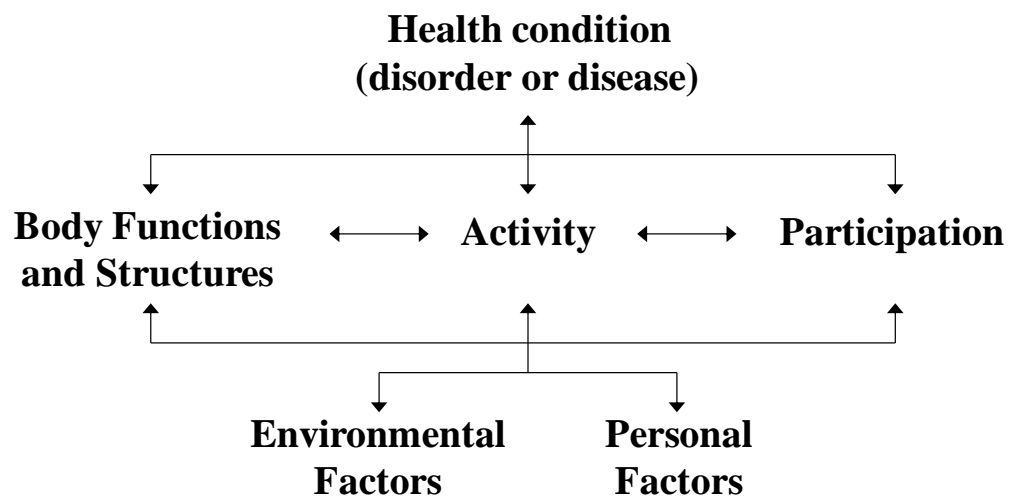 Health condition
(disorder or disease)
Body Functions
and Structures
Activity
Participation
Environmental
Factors
Personal
Factors